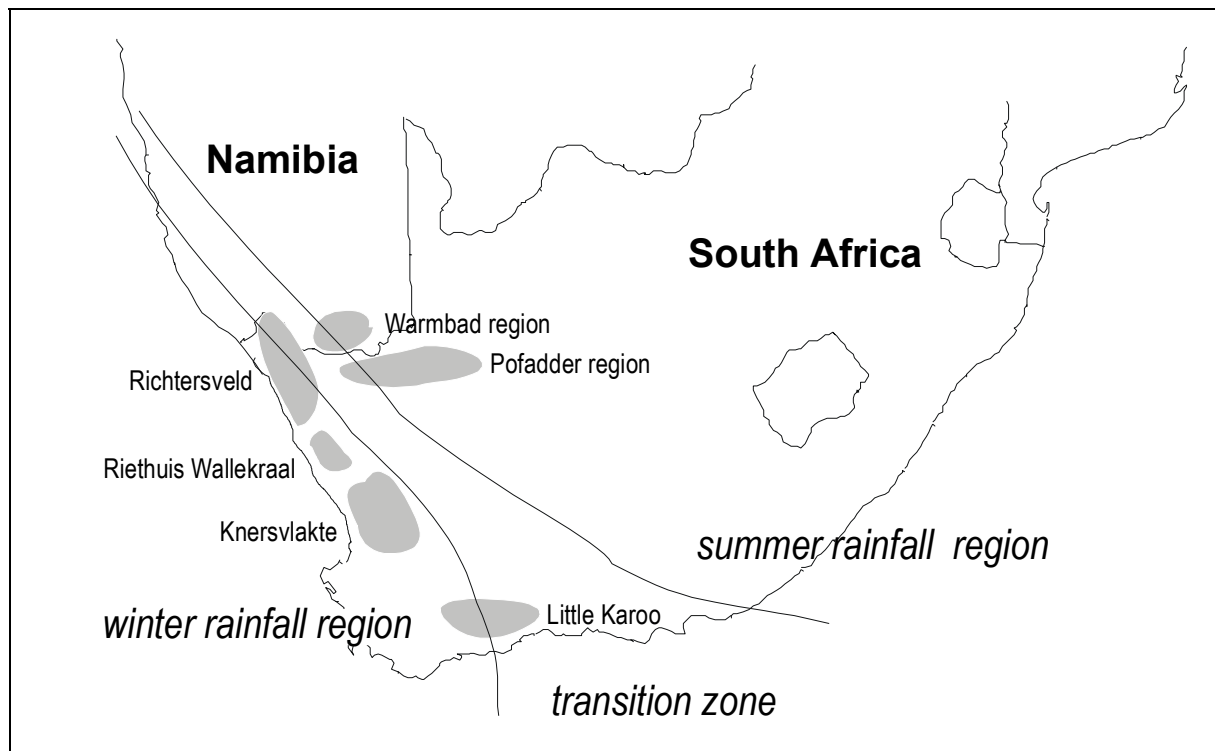 Namibia
South Africa
Warmbad region
Pofadder region
Richtersveld
Riethuis Wallekraal
Knersvlakte
summer rainfall region
winter rainfall region
Little Karoo
transition zone